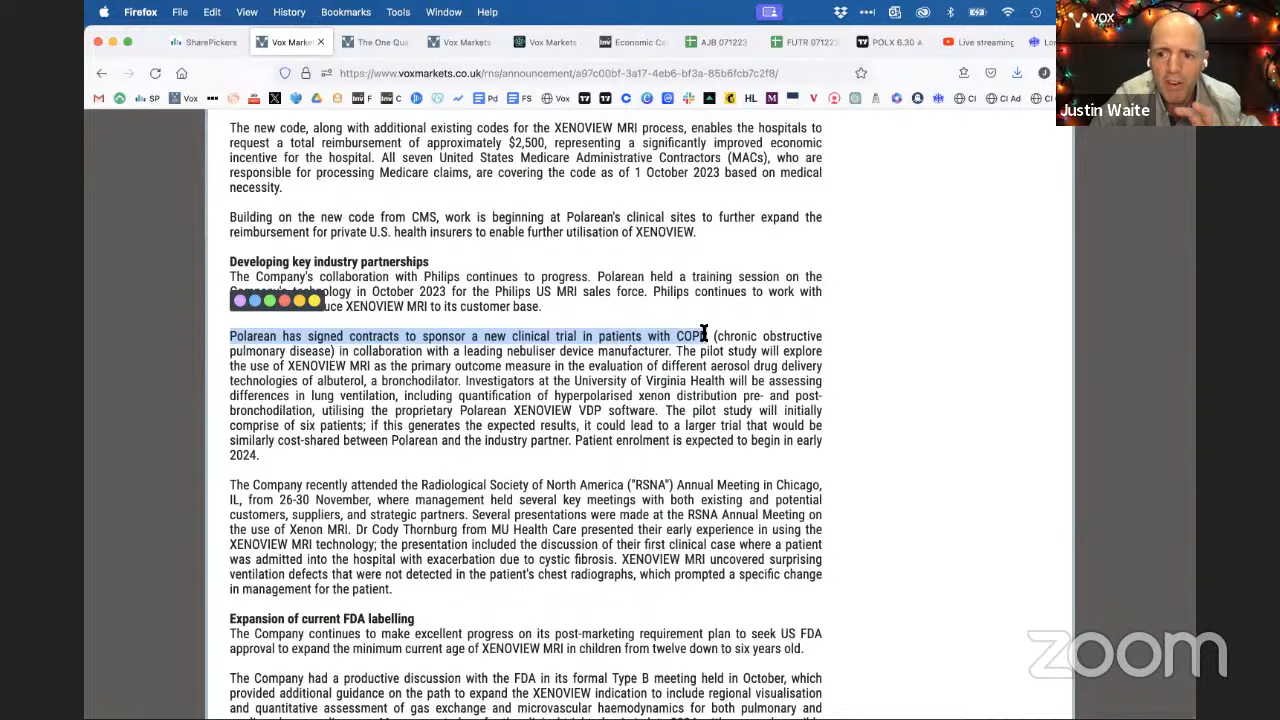 Firefox File Edit View History Bookmarks Tools Window Help
SharePickers Vox Market The One Qua Vox Markets Vox Markets Economic Ca AJB 071223 FUTR 071223 POLX 6.30 Live streaming Lon
https://www.voxmarkets.co.uk/rns/announcement/a97c00bf-3a17-4eb6-bf3a-85b6fcb7c2f8/
SP Vox F C Pd FS Vox CI CI Ad
VOX
Justin Waite
The new code, along with additional existing codes for the XENOVIEW MRI process, enables the hospitals to
request a total reimbursement of approximately $2,500, representing a significantly improved economic
incentive for the hospital. All seven United States Medicare Administrative Contractors (MACs), who are
responsible for processing Medicare claims, are covering the code as of 1 October 2023 based on medical
necessity.
Building on the new code from CMS, work is beginning at Polarean's clinical sites to further expand the
reimbursement for private U.S. health insurers to enable further utilisation of XENOVIEW.
Developing key industry partnerships
The Company's collaboration with Philips continues to progress. Polarean held a training session on the
Company's technology in October 2023 for the Philips US MRI sales force. Philips continues to work with
XENOVIEW MRI to its customer base.
Polarean has signed contracts to sponsor a new clinical trial in patients with COPD (chronic obstructive
pulmonary disease) in collaboration with a leading nebuliser device manufacturer. The pilot study will explore
the use of XENOVIEW MRI as the primary outcome measure in the evaluation of different aerosol drug delivery
technologies of albuterol, a bronchodilator. Investigators at the University of Virginia Health will be assessing
differences in lung ventilation, including quantification of hyperpolarised xenon distribution pre- and post-
bronchodilation, utilising the proprietary Polarean XENOVIEW VDP software. The pilot study will initially
comprise of six patients; if this generates the expected results, it could lead to a larger trial that would be
similarly cost-shared between Polarean and the industry partner. Patient enrolment is expected to begin in early
2024.
The Company recently attended the Radiological Society of North America ("RSNA") Annual Meeting in Chicago,
IL, from 26-30 November, where management held several key meetings with both existing and potential
customers, suppliers, and strategic partners. Several presentations were made at the RSNA Annual Meeting on
the use of Xenon MRI. Dr Cody Thornburg from MU Health Care presented their early experience in using the
XENOVIEW MRI technology; the presentation included the discussion of their first clinical case where a patient
was admitted into the hospital with exacerbation due to cystic fibrosis. XENOVIEW MRI uncovered surprising
ventilation defects that were not detected in the patient's chest radiographs, which prompted a specific change
in management for the patient.
Expansion of current FDA labelling
The Company continues to make excellent progress on its post-marketing requirement plan to seek US FDA
approval to expand the minimum current age of XENOVIEW MRI in children from twelve down to six years old.
The Company had a productive discussion with the FDA in its formal Type B meeting held in October, which
provided additional guidance on the path to expand the XENOVIEW indication to include regional visualisation
and quantitative assessment of gas exchange and microvascular haemodynamics for both pulmonary and
zoom